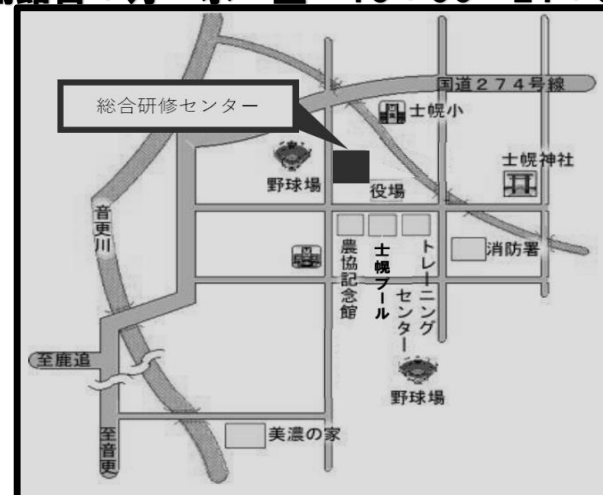 国道274号線
総合研修センター
士幌小
士幌神社
野球場
役場
音更川
農協記念館
士幌プール
トレーニング
センター
消防署
至鹿追
野球場
至音更
美濃の家